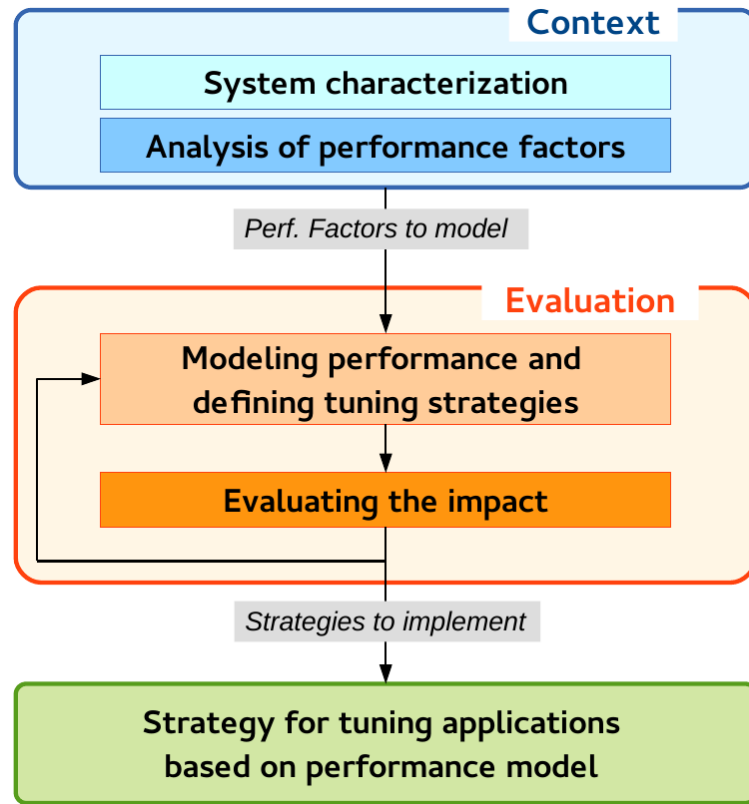 Context
System characterization
Analysis of performance factors
Perf. Factors to model
Evaluation
Modeling performance and
defining tuning strategies
Evaluating the impact
Strategies to implement
Strategy for tuning applications
based on performance model